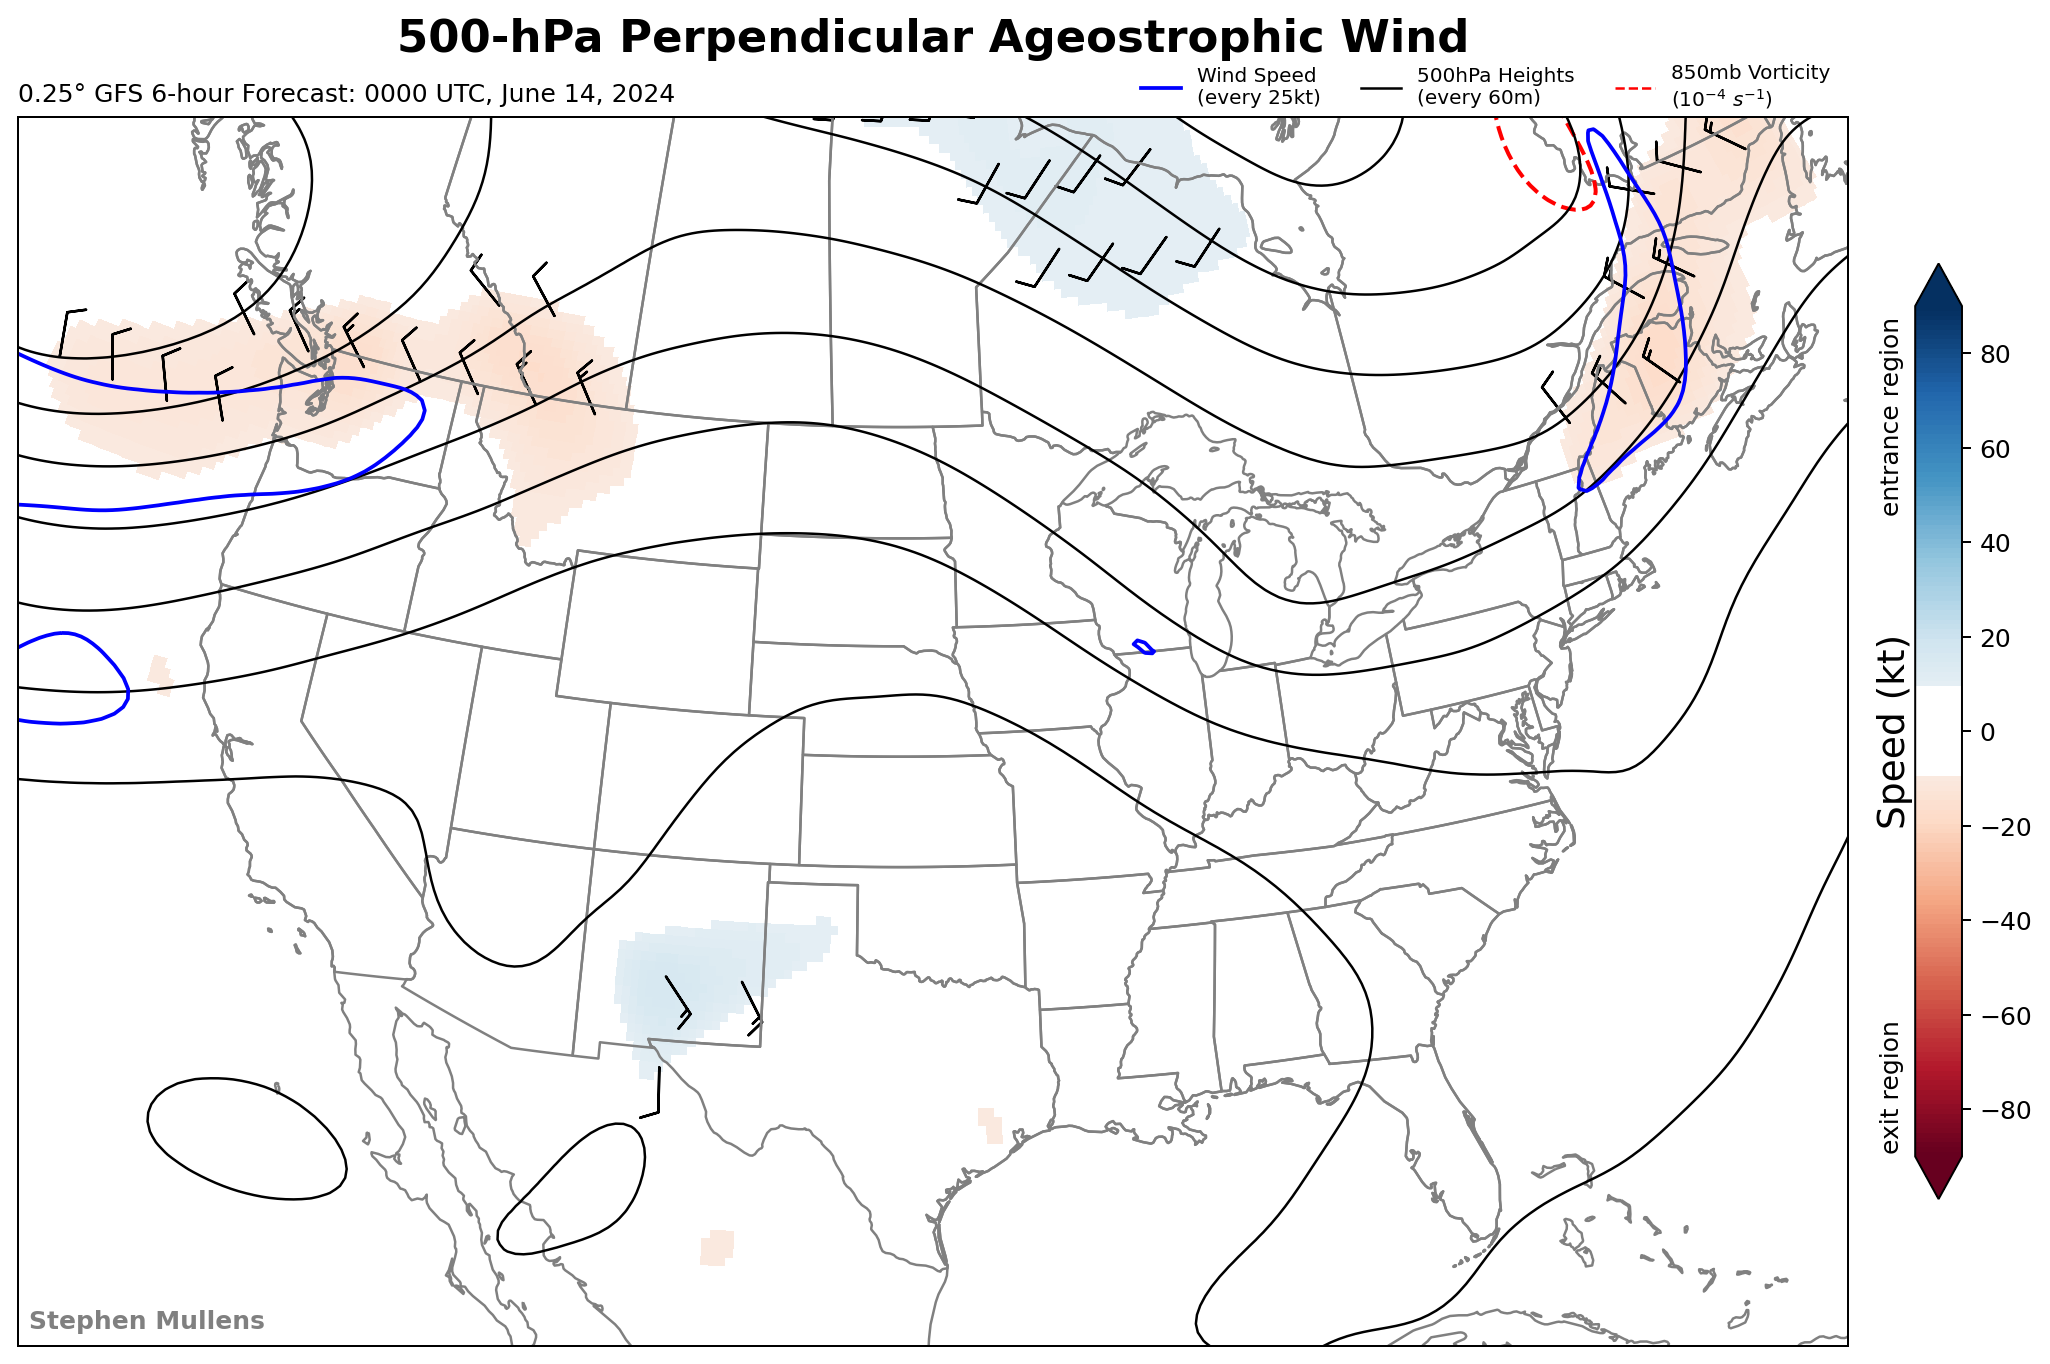 500-hPa Perpendicular Ageostrophic Wind
0.25° GFS 6-hour Forecast: 0000 UTC, June 14, 2024
Wind Speed
(every 25kt)
500hPa Heights
(every 60m)
850mb Vorticity
(10⁻⁴ s⁻¹)
entrance region
Speed (kt)
exit region
80
60
40
20
0
−20
−40
−60
−80
Stephen Mullens